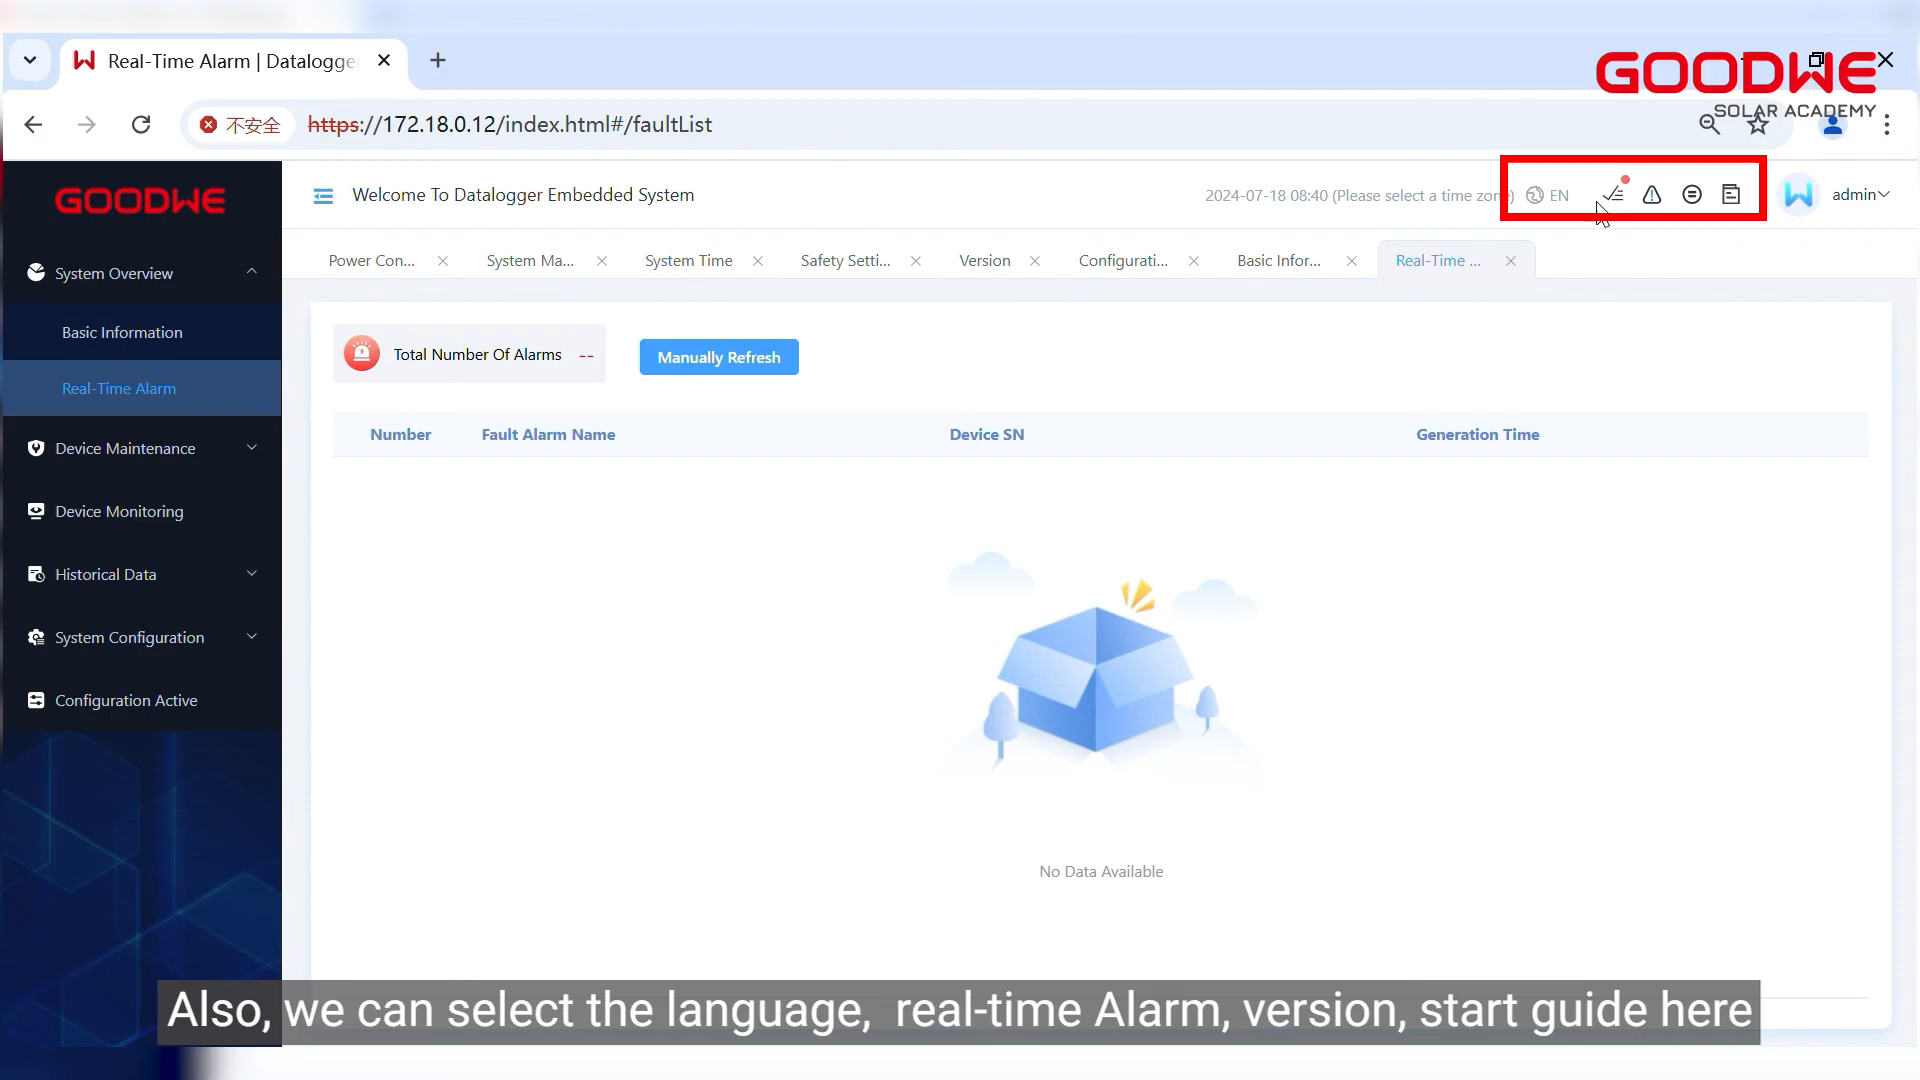 Real-Time Alarm | Datalogge
GOODWE
SOLAR ACADEMY
不安全
https://172.18.0.12/index.html#/faultList
GOODWE
Welcome To Datalogger Embedded System
2024-07-18 08:40 (Please select a time zone)
EN
admin
Power Con...
System Ma...
System Time
Safety Setti...
Version
Configurati...
Basic Infor...
Real-Time ...
System Overview
Basic Information
Real-Time Alarm
Device Maintenance
Device Monitoring
Historical Data
System Configuration
Configuration Active
Total Number Of Alarms --
Manually Refresh
Number Fault Alarm Name Device SN Generation Time
No Data Available
Also, we can select the language, real-time Alarm, version, start guide here